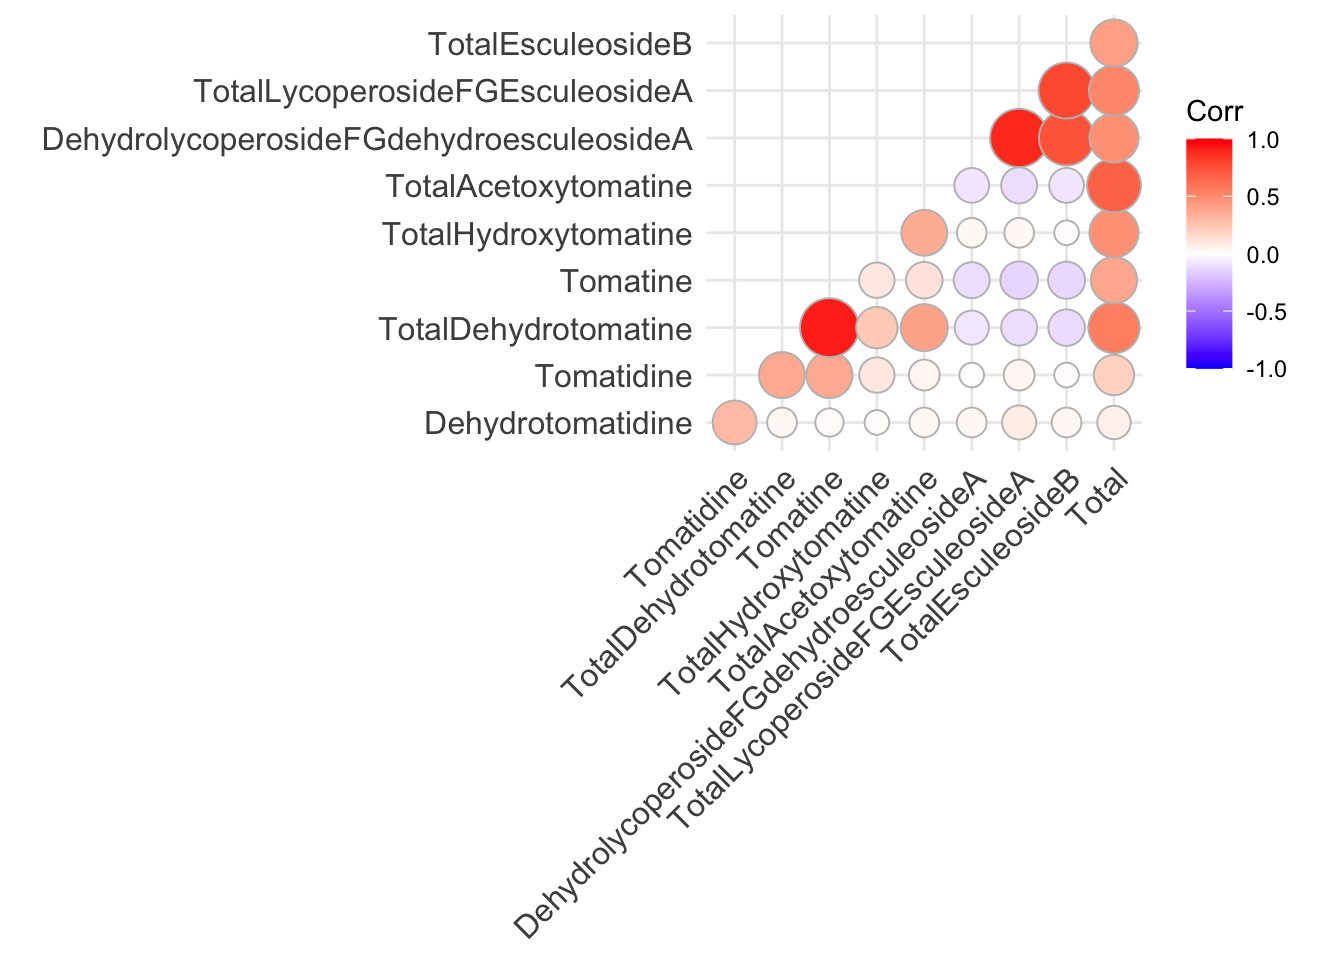 TotalEsculeosideB
TotalLycoperosideFGEsculeosideA
DehydrolycoperosideFGdehydroesculeosideA
TotalAcetoxytomatine
TotalHydroxytomatine
Tomatine
TotalDehydrotomatine
Tomatidine
Dehydrotomatidine
Tomatidine
TotalDehydrotomatine
Tomatine
TotalHydroxytomatine
TotalAcetoxytomatine
DehydrolycoperosideFGdehydroesculeosideA
TotalLycoperosideFGEsculeosideA
TotalEsculeosideB
Total
Corr
1.0
0.5
0.0
-0.5
-1.0